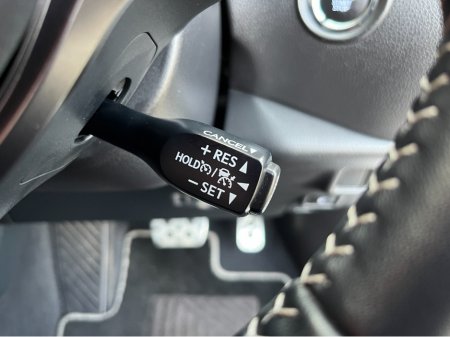 CANCEL
+ RES
HOLD /
− SET